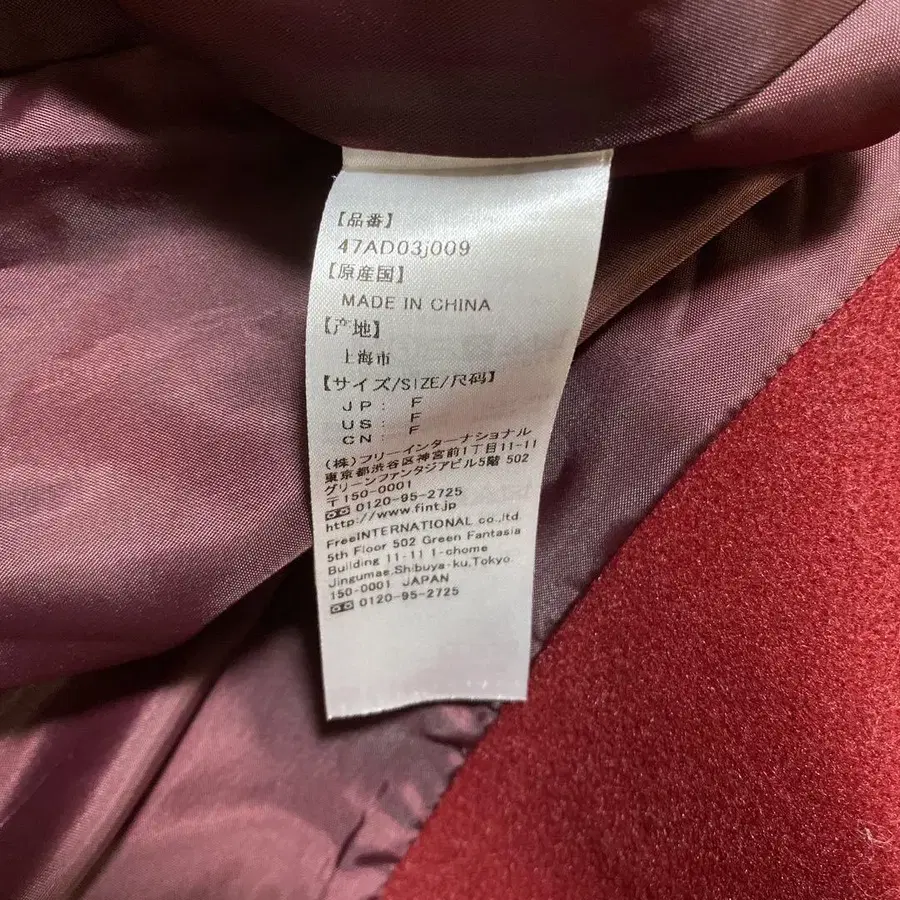 【品番】
47AD03j009
【原産国】
MADE IN CHINA
【产地】
上海市
【サイズ/SIZE/尺码】
JP: F
US: F
CN: F
(株)フリーインターナショナル
東京都渋谷区神宮前1丁目11-11
グリーンファンタジアビル5階 502
〒150-0001
0120-95-2725
http://www.fint.jp
FreeINTERNATIONAL co.,ltd.
5th Floor 502 Green Fantasia
Building 11-11 1-chome
Jingumae,Shibuya-ku,Tokyo
150-0001 JAPAN
0120-95-2725